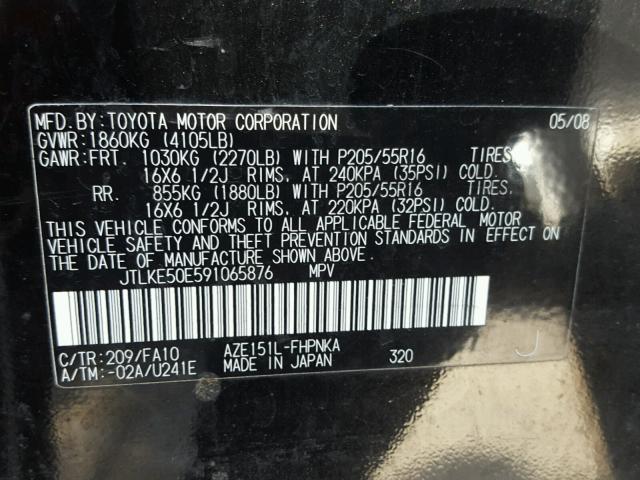 MFD.BY:TOYOTA MOTOR CORPORATION 05/08
GVWR:1860KG (4105LB)
GAWR:FRT. 1030KG (2270LB) WITH P205/55R16 TIRES,
16X6 1/2J RIMS, AT 240KPA (35PSI) COLD.
RR. 855KG (1880LB) WITH P205/55R16 TIRES,
16X6 1/2J RIMS, AT 220KPA (32PSI) COLD.
THIS VEHICLE CONFORMS TO ALL APPLICABLE FEDERAL MOTOR
VEHICLE SAFETY AND THEFT PREVENTION STANDARDS IN EFFECT ON
THE DATE OF MANUFACTURE SHOWN ABOVE.
JTLKE50E591065876 MPV
C/TR:209/FA10 AZE151L-FHPNKA
A/TM:-02A/U241E MADE IN JAPAN 320 J